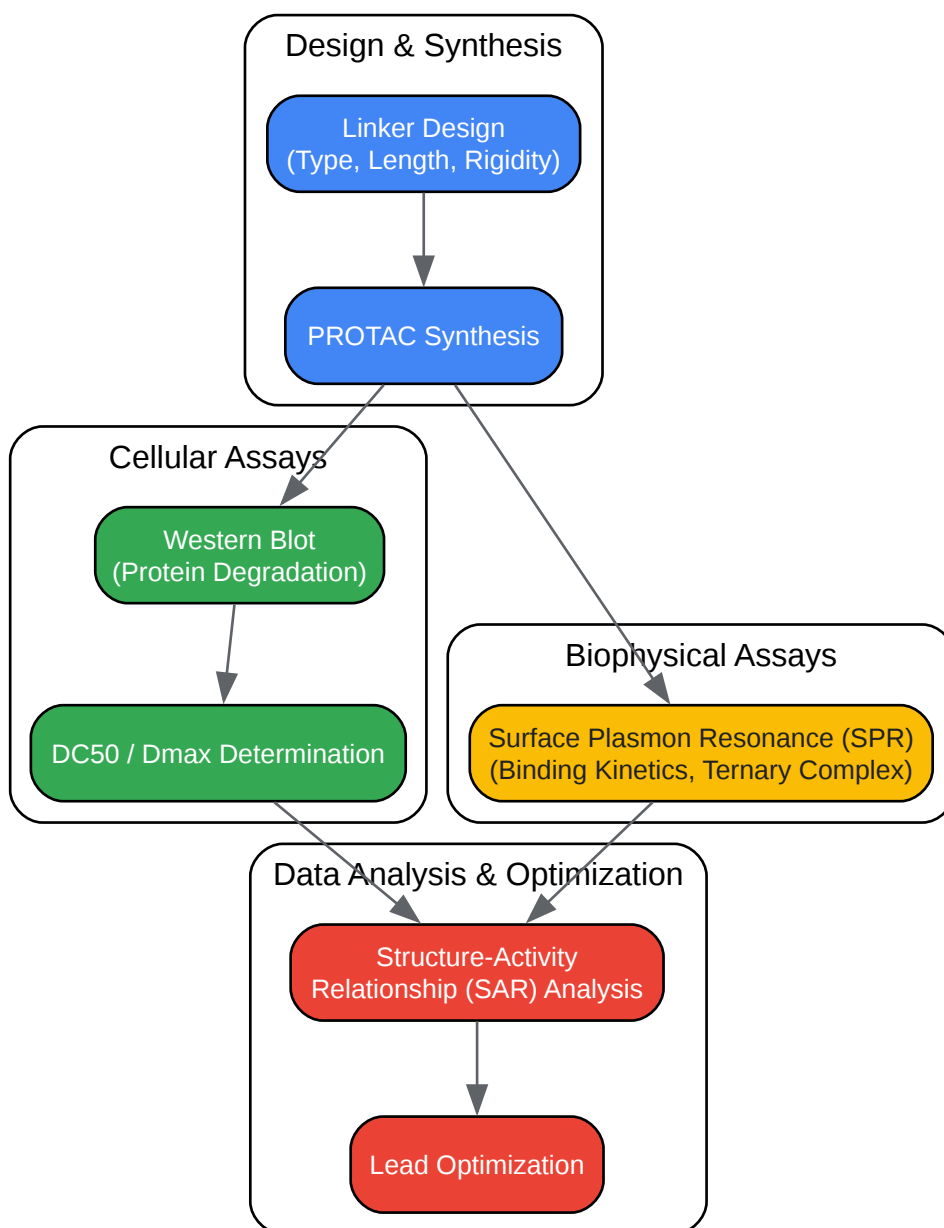 Design & Synthesis
Linker Design
(Type, Length, Rigidity)
PROTAC Synthesis
Cellular Assays
Western Blot
(Protein Degradation)
DC50 / Dmax Determination
Biophysical Assays
Surface Plasmon Resonance (SPR)
(Binding Kinetics, Ternary Complex)
Data Analysis & Optimization
Structure-Activity
Relationship (SAR) Analysis
Lead Optimization